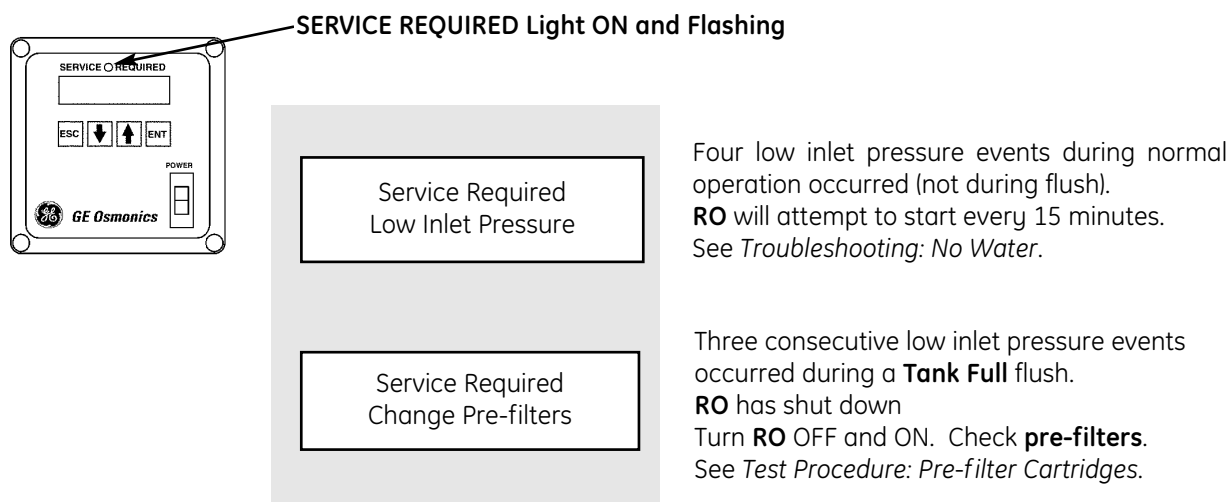 SERVICE REQUIRED Light ON and Flashing
SERVICE REQUIRED
ESC ENT
POWER
GE GE Osmonics
Service Required
Low Inlet Pressure
Four low inlet pressure events during normal
operation occurred (not during flush).
RO will attempt to start every 15 minutes.
See Troubleshooting: No Water.
Service Required
Change Pre-filters
Three consecutive low inlet pressure events
occurred during a Tank Full flush.
RO has shut down
Turn RO OFF and ON. Check pre-filters.
See Test Procedure: Pre-filter Cartridges.